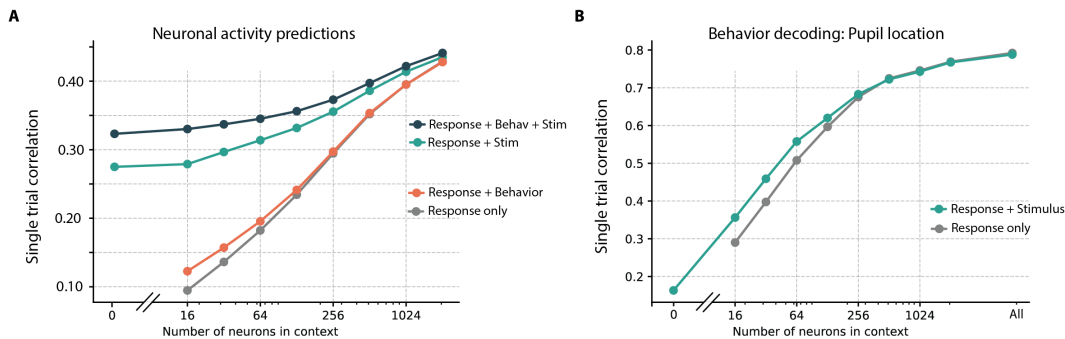 A
Neuronal activity predictions
Single trial correlation
0.40
0.30
0.20
0.10
Response + Behav + Stim
Response + Stim
Response + Behavior
Response only
0 16 64 256 1024
Number of neurons in context
B
Behavior decoding: Pupil location
Single trial correlation
0.8
0.7
0.6
0.5
0.4
0.3
0.2
Response + Stimulus
Response only
0 16 64 256 1024 All
Number of neurons in context